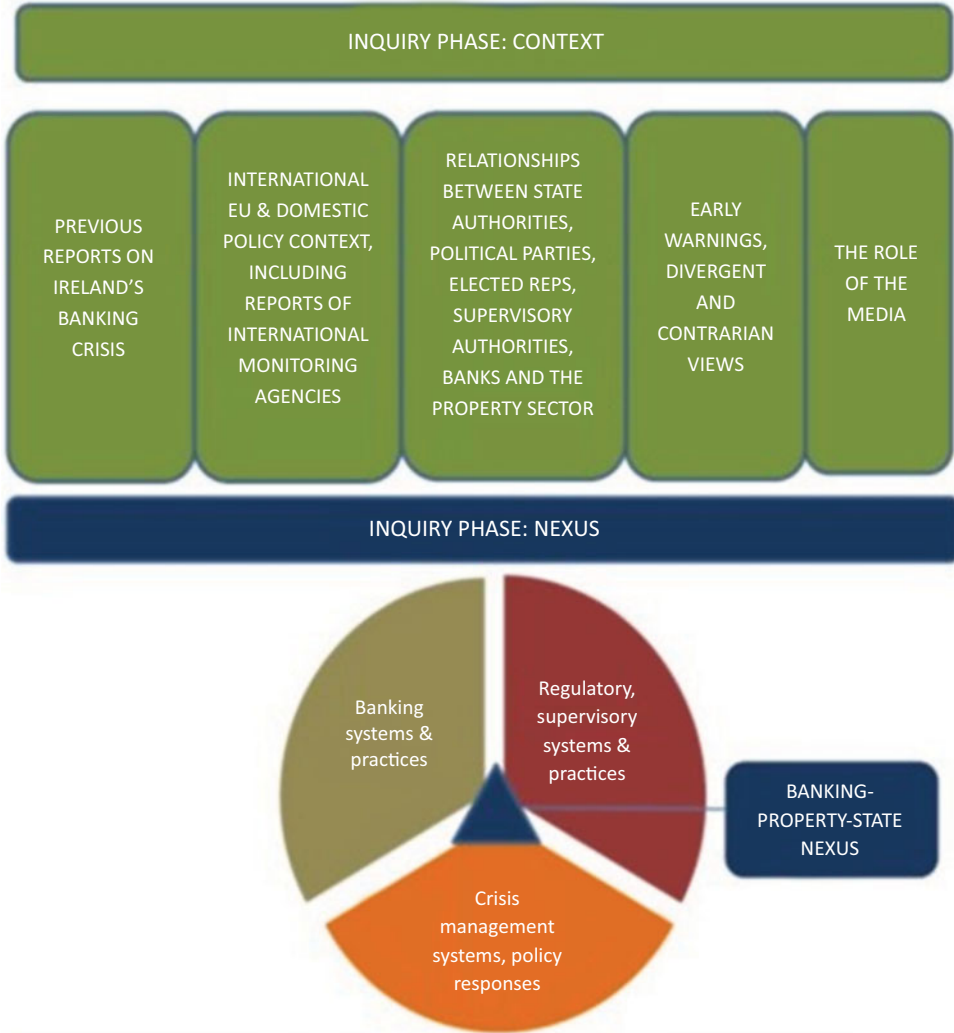 INQUIRY PHASE: CONTEXT
PREVIOUS
REPORTS ON
IRELAND’S
BANKING
CRISIS
INTERNATIONAL
EU & DOMESTIC
POLICY CONTEXT,
INCLUDING
REPORTS OF
INTERNATIONAL
MONITORING
AGENCIES
RELATIONSHIPS
BETWEEN STATE
AUTHORITIES,
POLITICAL PARTIES,
ELECTED REPS,
SUPERVISORY
AUTHORITIES,
BANKS AND THE
PROPERTY SECTOR
EARLY
WARNINGS,
DIVERGENT
AND
CONTRARIAN
VIEWS
THE ROLE
OF THE
MEDIA
INQUIRY PHASE: NEXUS
Banking
systems &
practices
Regulatory,
supervisory
systems &
practices
BANKING-
PROPERTY-STATE
NEXUS
Crisis
management
systems, policy
responses